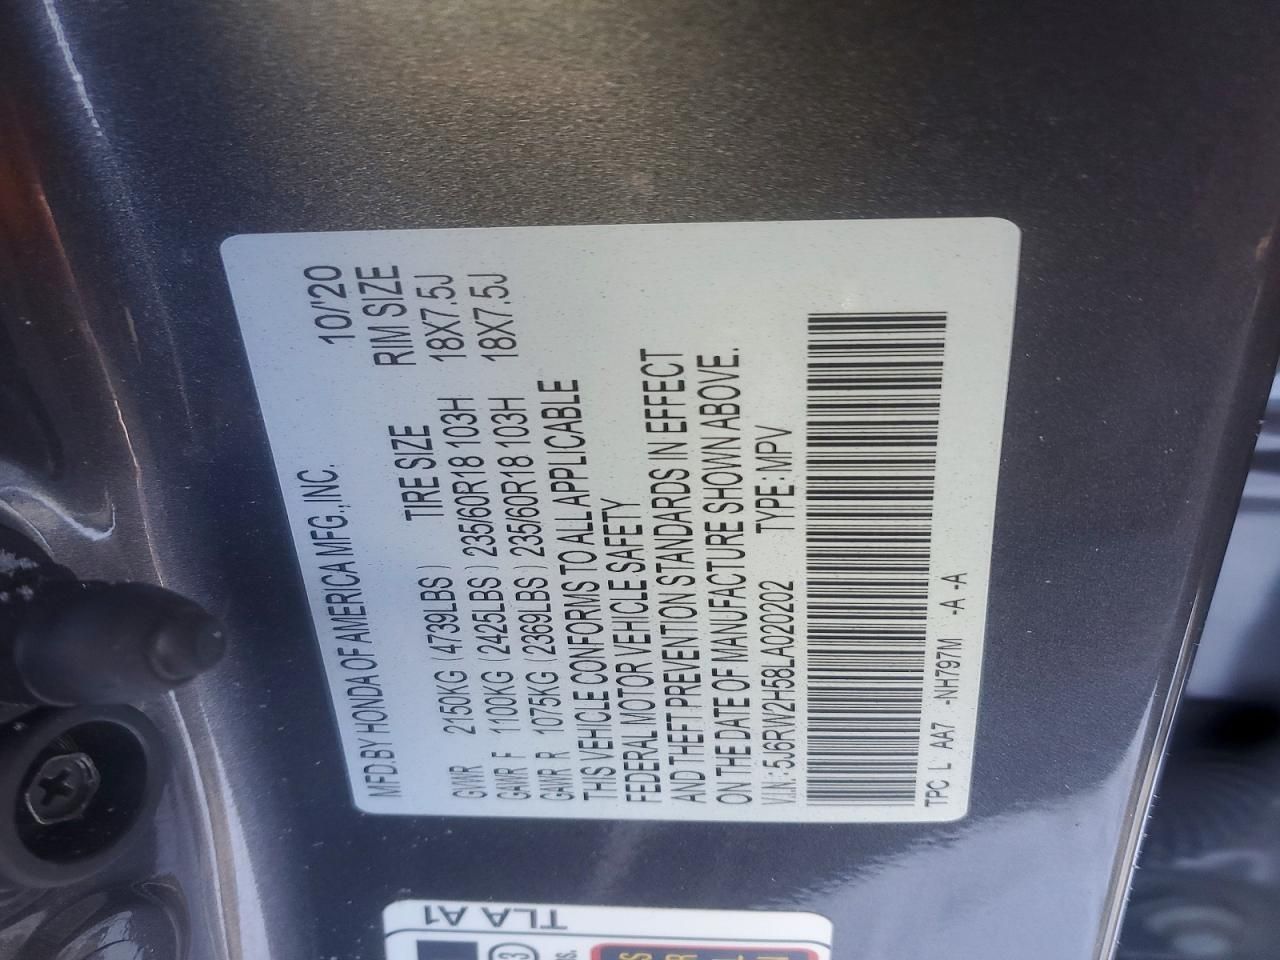 MFD. BY HONDA OF AMERICA MFG., INC. 10/'20
TIRE SIZE RIM SIZE
GVWR 2150KG ( 4739LBS )
GAWR F 1100KG ( 2425LBS ) 235/60R18 103H 18X7.5J
GAWR R 1075KG ( 2369LBS ) 235/60R18 103H 18X7.5J
THIS VEHICLE CONFORMS TO ALL APPLICABLE
FEDERAL MOTOR VEHICLE SAFETY
AND THEFT PREVENTION STANDARDS IN EFFECT
ON THE DATE OF MANUFACTURE SHOWN ABOVE.
V.I.N.: 5J6RW2H58LA020202 TYPE: MPV
TPC L AA7 -NH797M -A -A
TLA A1